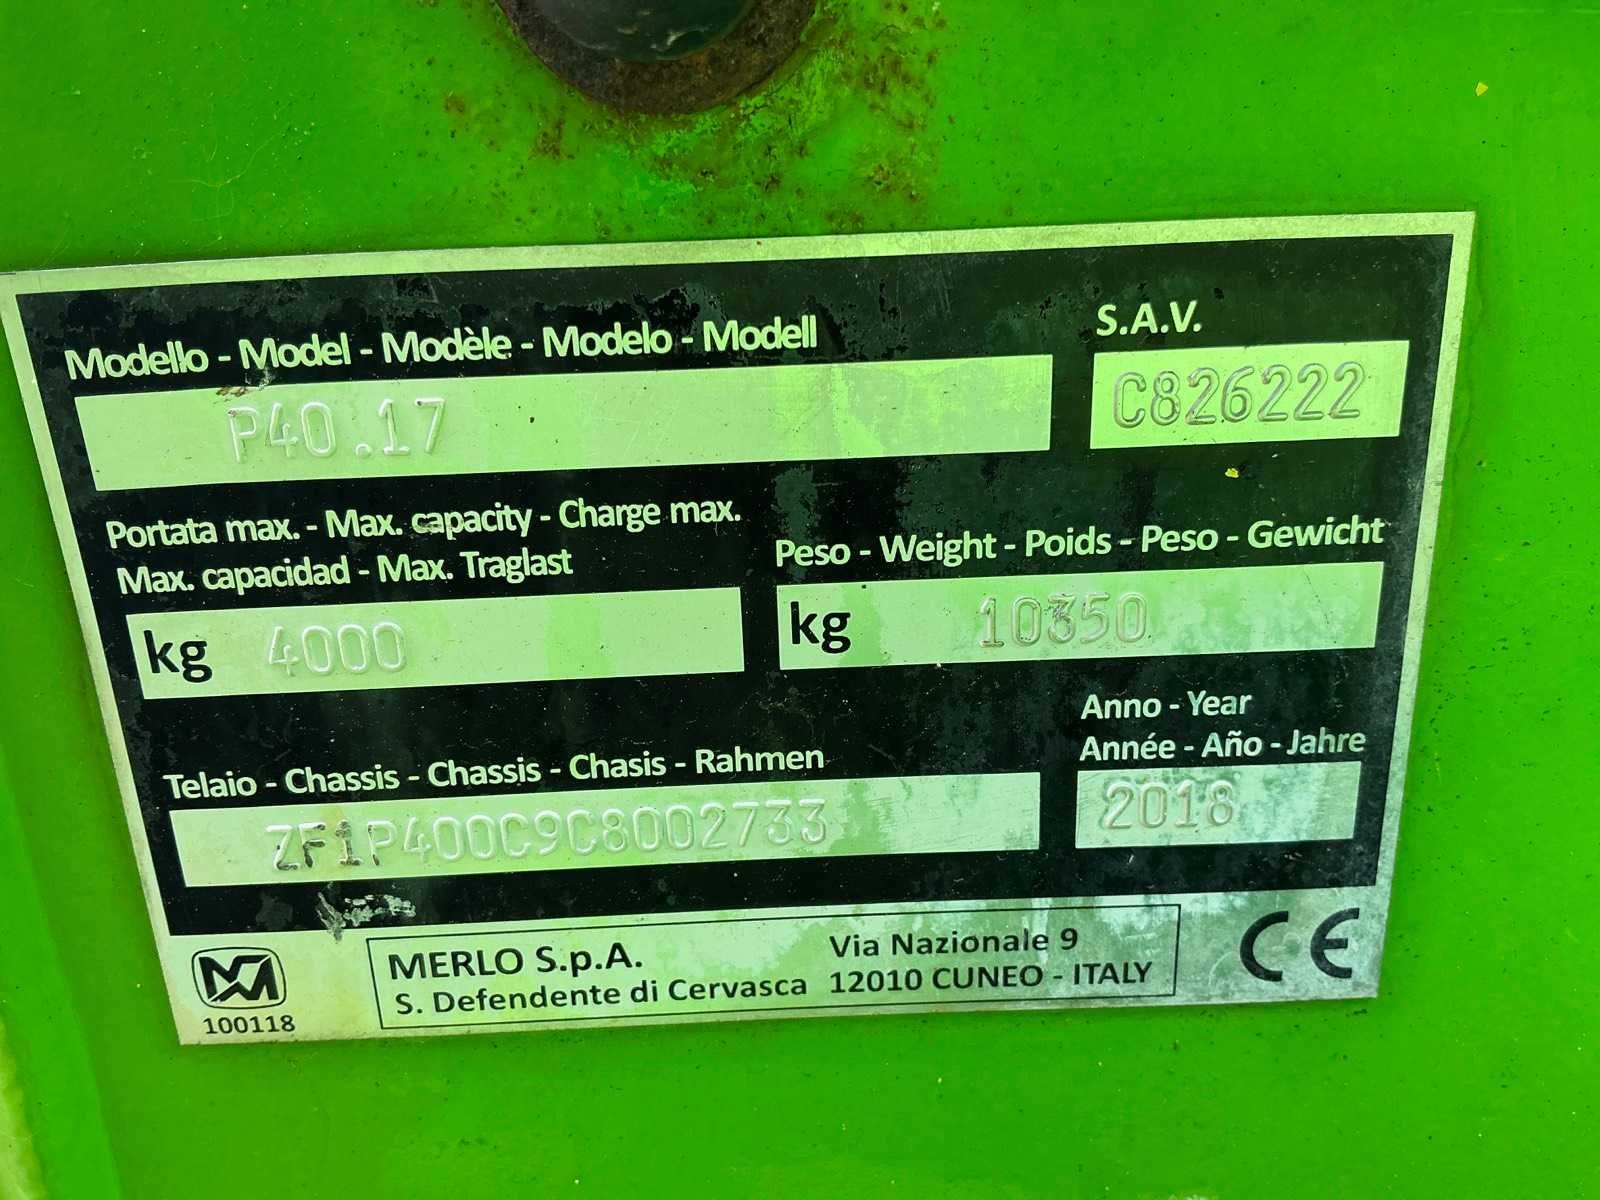 Modello - Model - Modèle - Modelo - Modell
S.A.V.
P40.17
C826222
Portata max. - Max. capacity - Charge max.
Max. capacidad - Max. Traglast
Peso - Weight - Poids - Peso - Gewicht
kg 4000
kg 10350
Telaio - Chassis - Chassis - Chasis - Rahmen
Anno - Year
Année - Año - Jahre
ZF1P400C9C8002733
2018
100118
MERLO S.p.A.
S. Defendente di Cervasca
Via Nazionale 9
12010 CUNEO - ITALY
CE